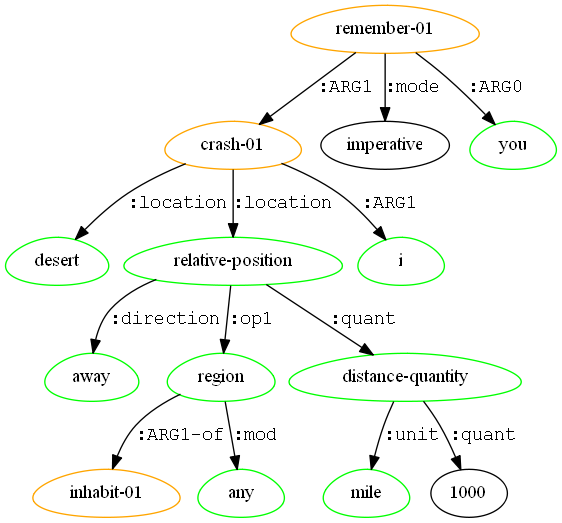 remember-01
:ARG1 :mode :ARG0
crash-01 imperative you
:location :location :ARG1
desert relative-position i
:direction :op1 :quant
away region distance-quantity
:ARG1-of :mod :unit :quant
inhabit-01 any mile 1000